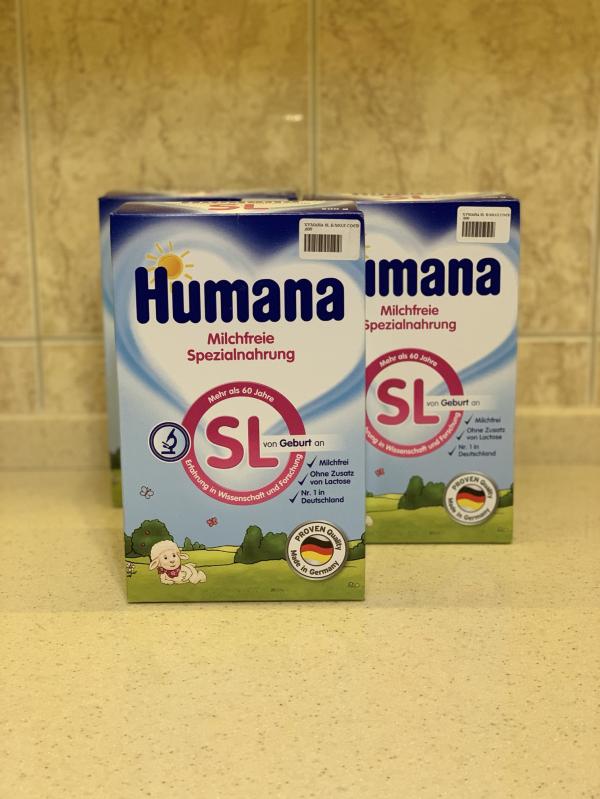 Humana
Milchfreie
Spezialnahrung
Mehr als 60 Jahre
SL
von Geburt an
Erfahrung in Wissenschaft und Forschung
Milchfrei
Ohne Zusatz
von Lactose
Nr. 1 in
Deutschland
PROVEN Quality
Made in Germany
SL
umana
Milchfreie
Spezialnahrung
Mehr als 60 Jahre
SL
von Geburt an
in Wissenschaft und Forschung
Milchfrei
Ohne Zusatz
von Lactose
Nr. 1 in
Deutschland
PROVEN Quality
Made in Germany